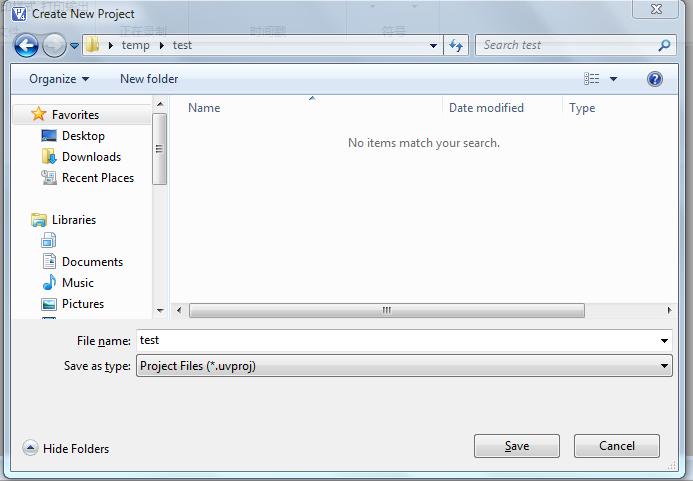 Create New Project
temp test
Search test
Organize New folder
Favorites
Desktop
Downloads
Recent Places
Libraries
Documents
Music
Pictures
Name Date modified Type
No items match your search.
File name: test
Save as type: Project Files (*.uvproj)
Hide Folders
Save Cancel